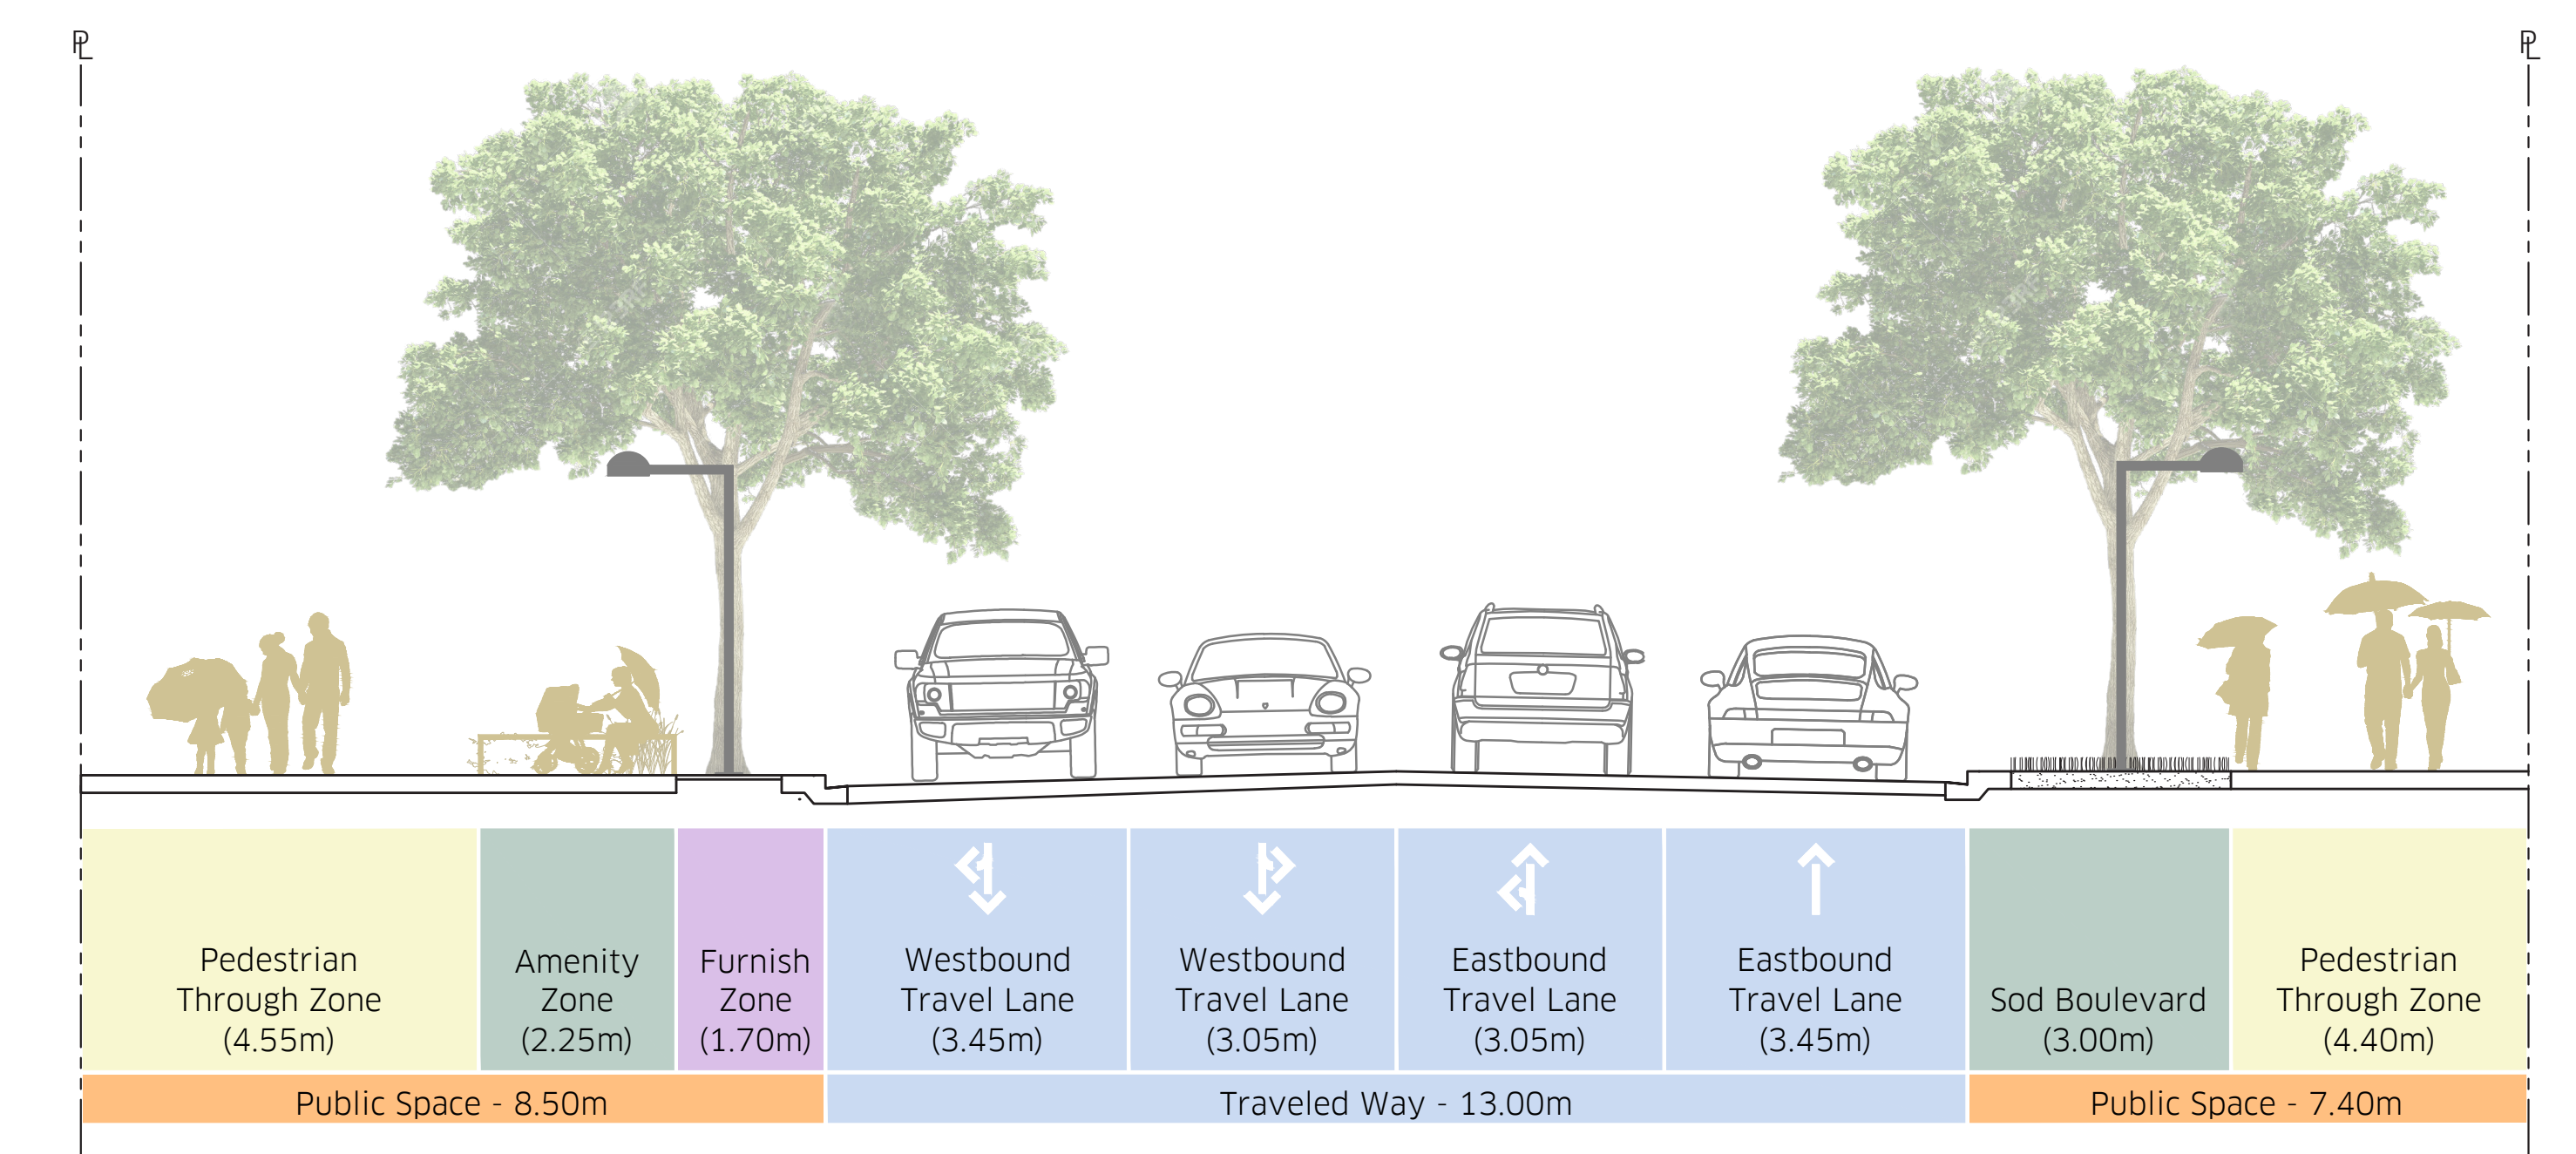 PL
PL
Pedestrian
Through Zone
(4.55m)
Amenity
Zone
(2.25m)
Furnish
Zone
(1.70m)
Westbound
Travel Lane
(3.45m)
Westbound
Travel Lane
(3.05m)
Eastbound
Travel Lane
(3.05m)
Eastbound
Travel Lane
(3.45m)
Sod Boulevard
(3.00m)
Pedestrian
Through Zone
(4.40m)
Public Space - 8.50m
Traveled Way - 13.00m
Public Space - 7.40m